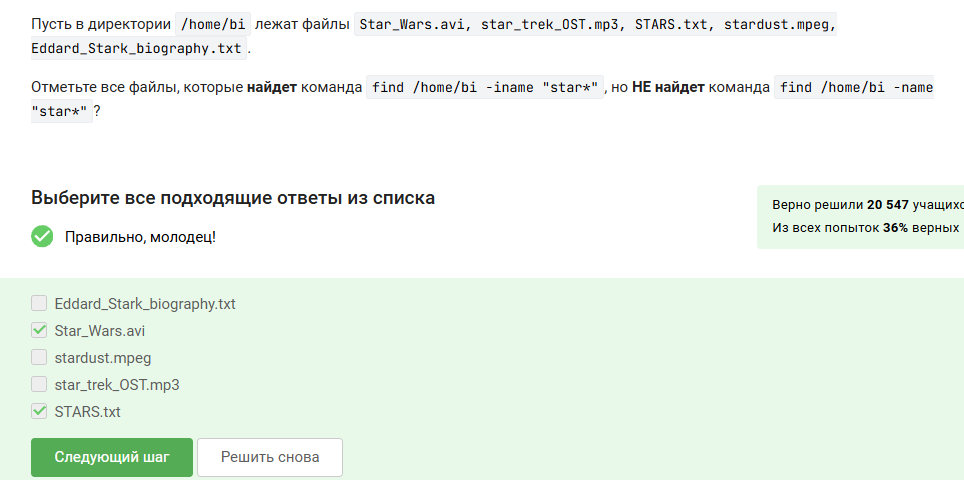 Пусть в директории /home/bi лежат файлы Star_Wars.avi, star_trek_OST.mp3, STARS.txt, stardust.mpeg,
Eddard_Stark_biography.txt.
Отметьте все файлы, которые найдет команда find /home/bi -iname "star*", но НЕ найдет команда find /home/bi -name
"star*"?
Выберите все подходящие ответы из списка
Верно решили 20 547 учащихс
Из всех попыток 36% верных
Правильно, молодец!
Eddard_Stark_biography.txt
Star_Wars.avi
stardust.mpeg
star_trek_OST.mp3
STARS.txt
Следующий шаг Решить снова